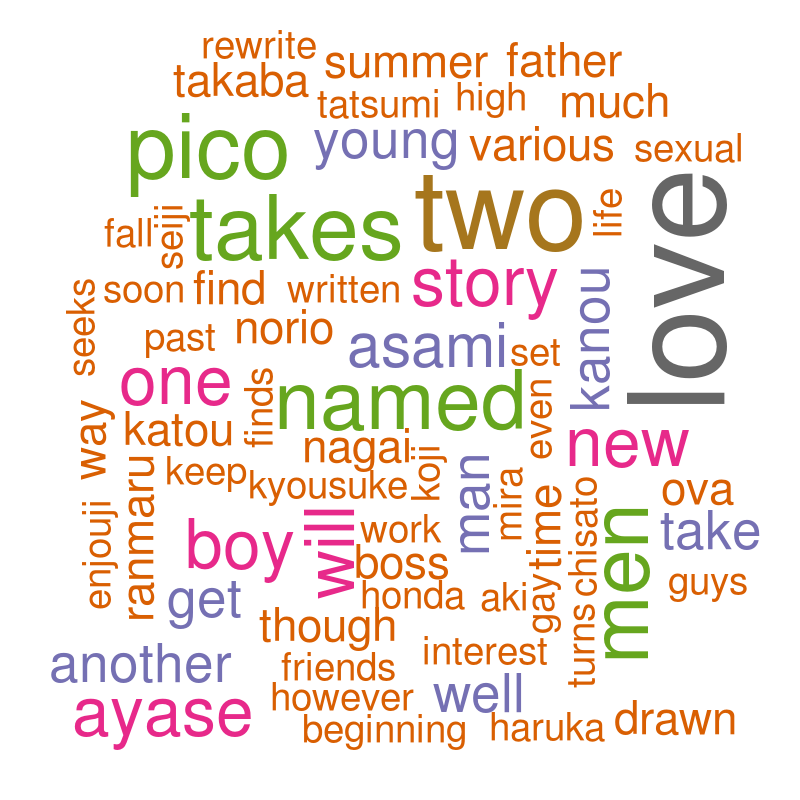 rewrite
takaba
summer
father
tatsumi
high
much
pico
young
various
sexual
love
takes
two
life
fall
seiji
soon
find
written
story
kanou
seeks
past
norio
asami
set
one
named
even
new
way
katou
finds
nagai
koji
man
mira
ova
keep
kyousuke
time
chisato
take
enjouji
ranmaru
boy
will
work
boss
men
guys
get
honda
aki
gay
though
turns
another
friends
interest
ayase
however
well
beginning
haruka
drawn